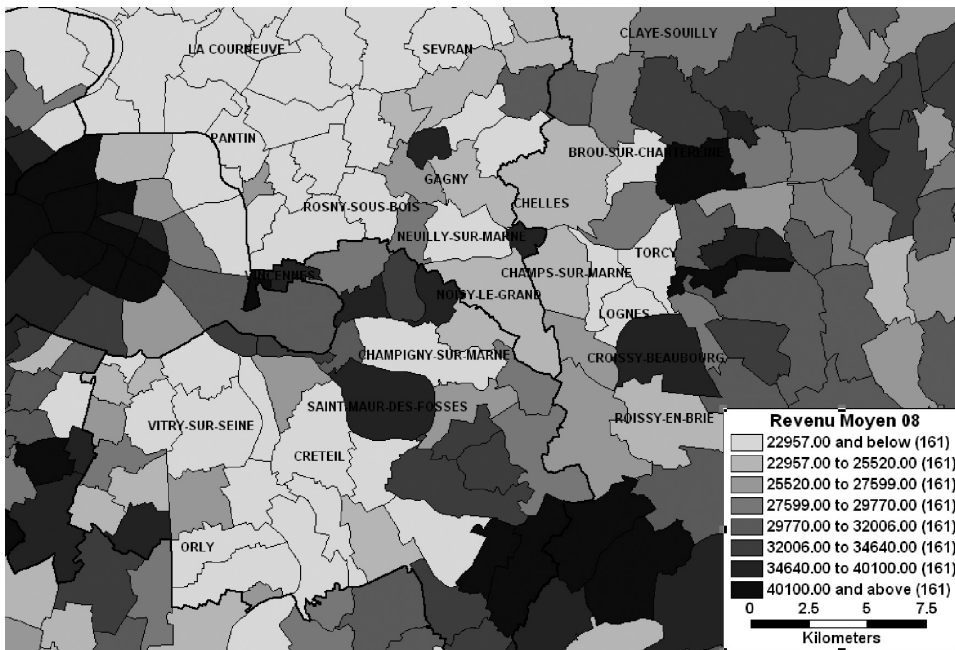 CLAYE-SOUILLY
LA COURNEUVE
SEVRAN
PANTIN
BROU-SUR-CHANTEREINE
GAGNY
CHELLES
ROSNY-SOUS-BOIS
NEUILLY-SUR-MARNE
TORCY
VINCENNES
CHAMPS-SUR-MARNE
NOISY-LE-GRAND
LOGNES
CHAMPIGNY-SUR-MARNE
CROISSY-BEAUBOURG
SAINT-MAUR-DES-FOSSES
ROISSY-EN-BRIE
VITRY-SUR-SEINE
CRETEIL
ORLY
Revenu Moyen 08
22957.00 and below (161)
22957.00 to 25520.00 (161)
25520.00 to 27599.00 (161)
27599.00 to 29770.00 (161)
29770.00 to 32006.00 (161)
32006.00 to 34640.00 (161)
34640.00 to 40100.00 (161)
40100.00 and above (161)
0 2.5 5 7.5
Kilometers